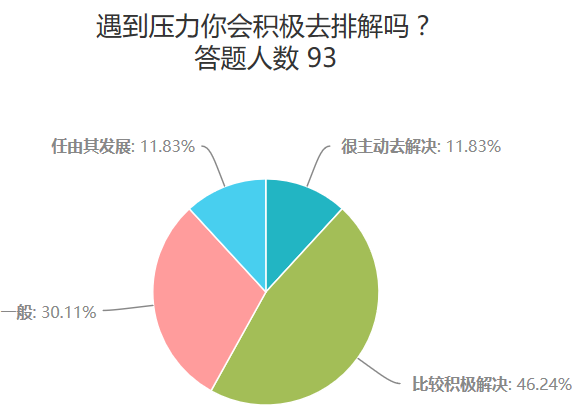 遇到压力你会积极去排解吗？
答题人数 93
任由其发展: 11.83%
很主动去解决: 11.83%
一般: 30.11%
比较积极解决: 46.24%